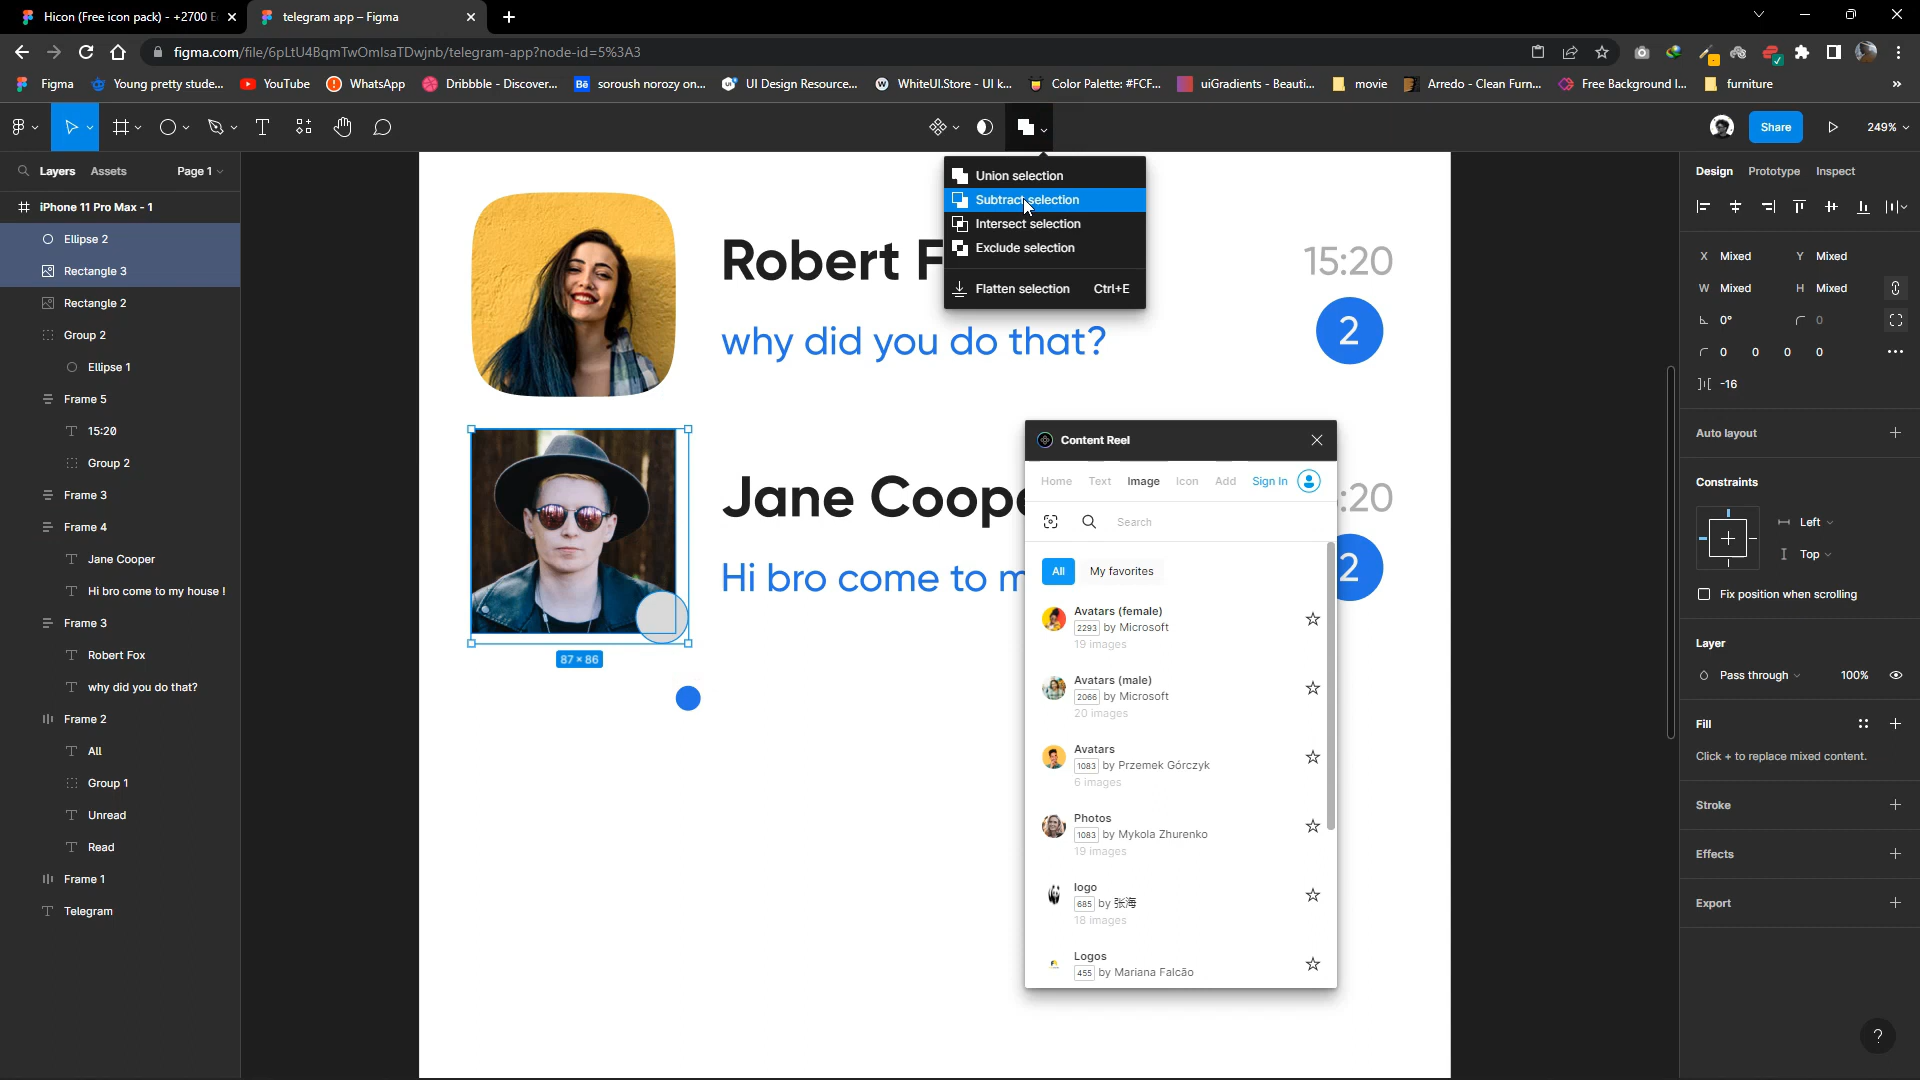 Hicon (Free icon pack) - +2700 E
telegram app – Figma
figma.com/file/6pLtU4BqmTwOmlsaTDwjnb/telegram-app?node-id=5%3A3
Figma
Young pretty stude...
YouTube
WhatsApp
Dribbble - Discover...
soroush norozy on...
UI Design Resource...
WhiteUI.Store - UI k...
Color Palette: #FCF...
uiGradients - Beauti...
movie
Arredo - Clean Furn...
Free Background I...
furniture
»
Share
249%
Layers
Assets
Page 1
iPhone 11 Pro Max - 1
Ellipse 2
Rectangle 3
Rectangle 2
Group 2
Ellipse 1
Frame 5
15:20
Group 2
Frame 3
Frame 4
Jane Cooper
Hi bro come to my house !
Frame 3
Robert Fox
why did you do that?
Frame 2
All
Group 1
Unread
Read
Frame 1
Telegram
Union selection
Subtract selection
Intersect selection
Exclude selection
Flatten selection Ctrl+E
Robert F
15:20
why did you do that?
2
Jane Coope
:20
Hi bro come to m
2
87 × 86
Content Reel
Home Text Image Icon Add Sign In
Search
All
My favorites
Avatars (female)
2293 by Microsoft
19 images
Avatars (male)
2066 by Microsoft
20 images
Avatars
1083 by Przemek Górczyk
6 images
Photos
1083 by Mykola Zhurenko
19 images
logo
685 by 张海
18 images
Logos
455 by Mariana Falcão
Design
Prototype
Inspect
X Mixed Y Mixed
W Mixed H Mixed
0° 0
0 0 0 0
-16
Auto layout
Constraints
Left
Top
Fix position when scrolling
Layer
Pass through 100%
Fill
Click + to replace mixed content.
Stroke
Effects
Export
?